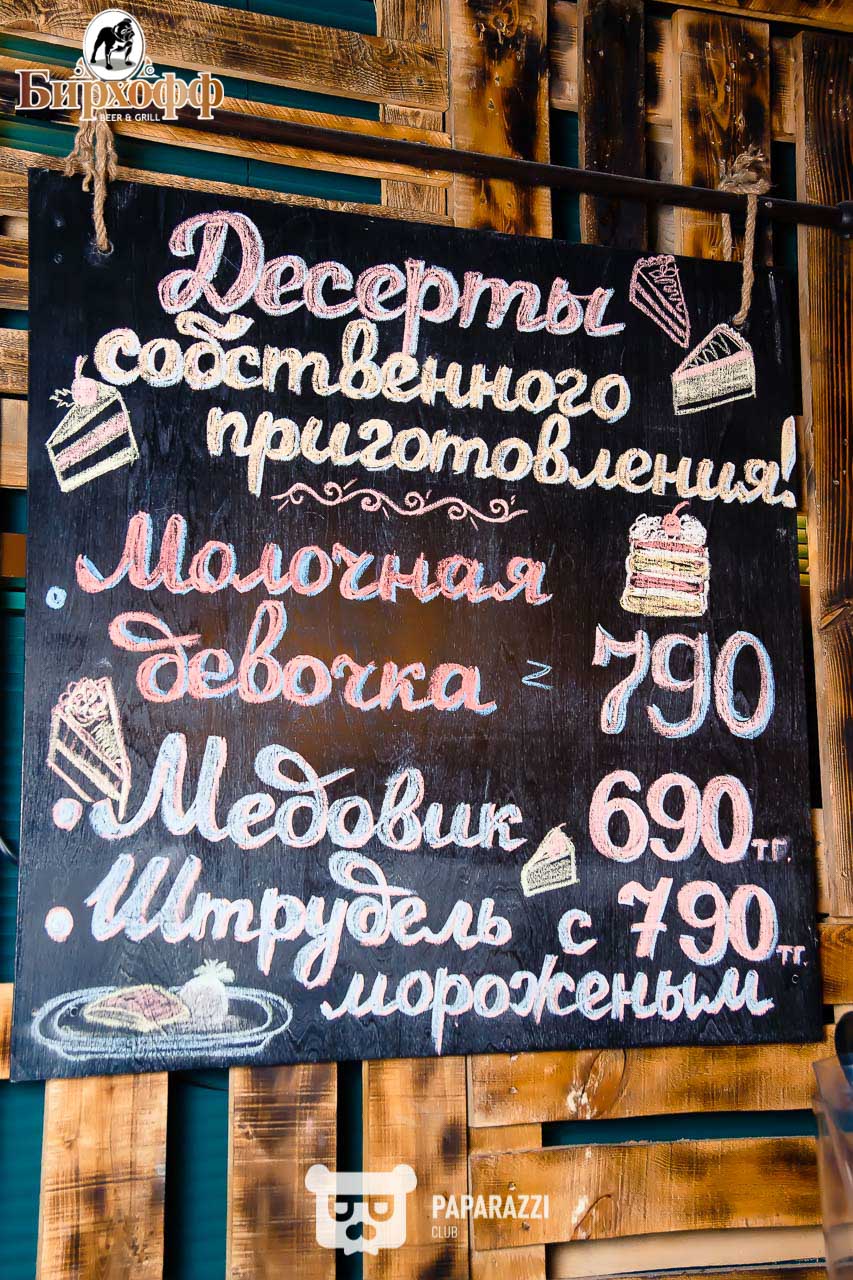 Бирхофф
BEER & GRILL
Десерты
собственного
приготовления!
Молочная
девочка - 790
Медовик 690 тг.
Штрудель с 790 тг.
мороженым
PAPARAZZI
CLUB